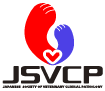 JSVCP
JAPANESE SOCIETY OF VETERINARY CLINICAL PATHOLOGY